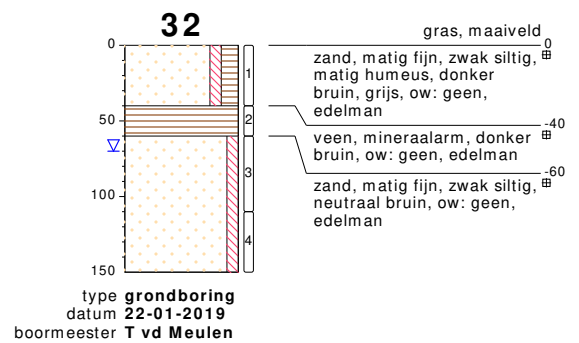 32
gras, maaiveld
0
0
zand, matig fijn, zwak siltig,
matig humeus, donker
bruin, grijs, ow: geen,
edelman
1
-40
50
2
veen, mineraalarm, donker
bruin, ow: geen, edelman
-60
3
zand, matig fijn, zwak siltig,
neutraal bruin, ow: geen,
edelman
100
4
150
type grondboring
datum 22-01-2019
boormeester T vd Meulen